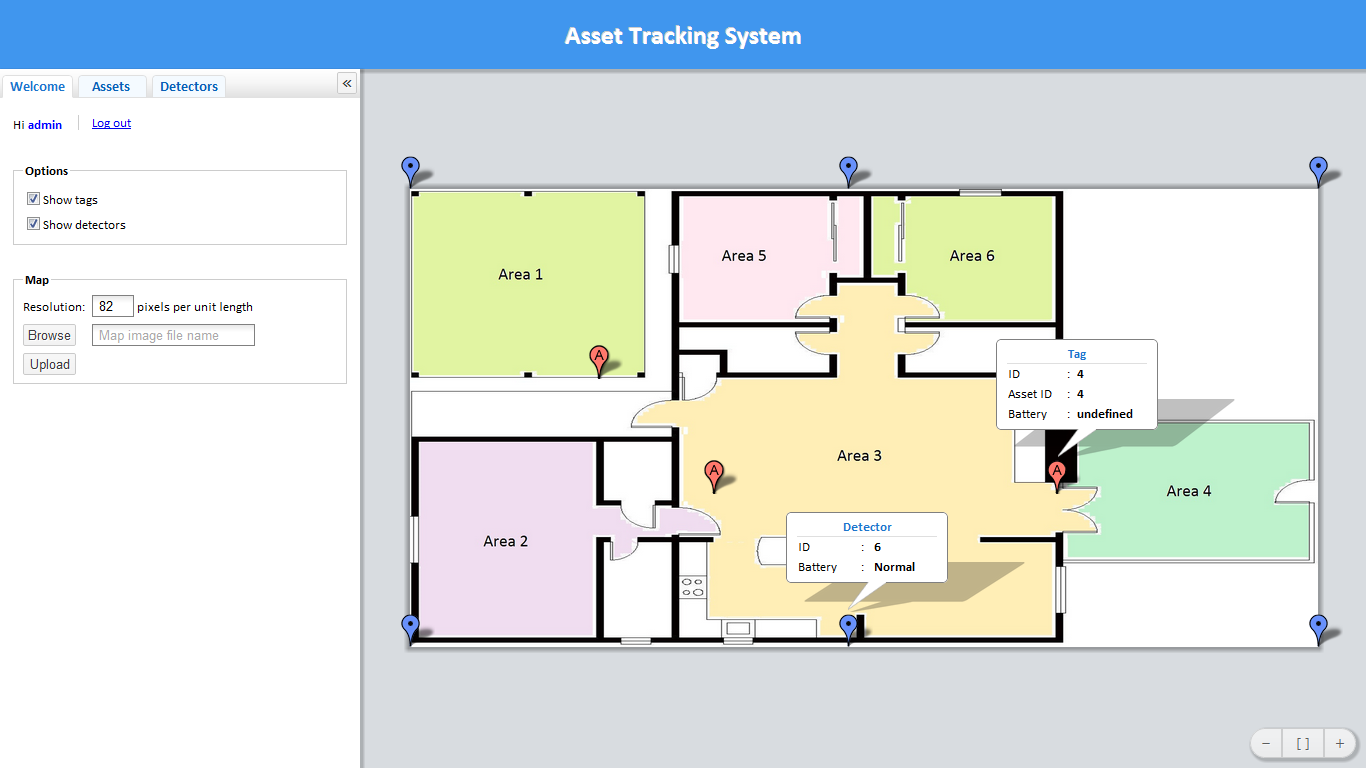 Asset Tracking System
Welcome
Assets
Detectors
«
Hi admin
Log out
Options
Show tags
Show detectors
Map
Resolution: 82 pixels per unit length
Browse Map image file name
Upload
Area 1
Area 5
Area 6
A
Tag
ID : 4
Asset ID : 4
Battery : undefined
Area 3
A
A
Area 4
Area 2
Detector
ID : 6
Battery : Normal
− [ ] +